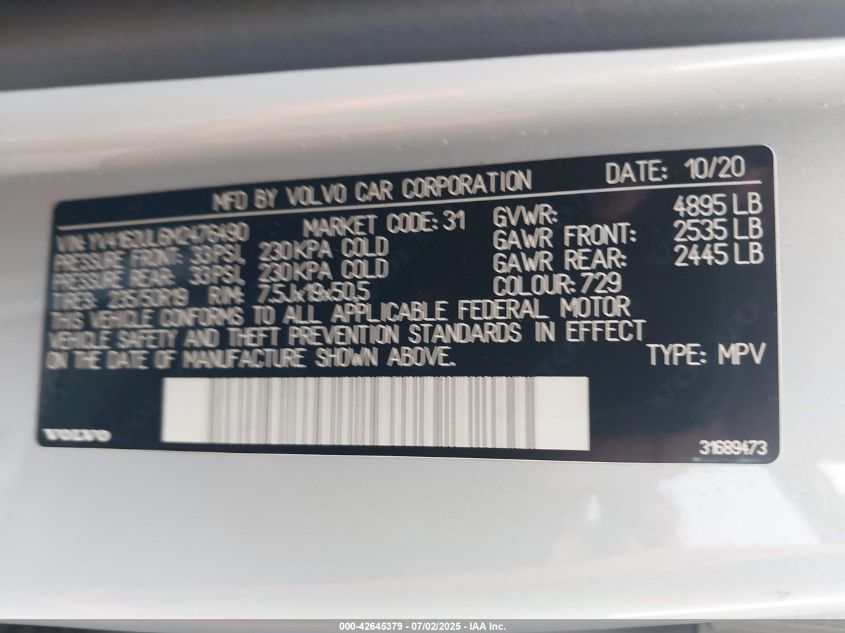 MFD BY VOLVO CAR CORPORATION DATE: 10/20
VIN: YV4162UL6M2476490 MARKET CODE: 31 GVWR: 4895 LB
PRESSURE FRONT: 33PSI, 230KPA COLD GAWR FRONT: 2535 LB
PRESSURE REAR: 33PSI, 230KPA COLD GAWR REAR: 2445 LB
TIRES: 235/50R19 RIM: 7.5Jx19x50,5 COLOUR: 729
THIS VEHICLE CONFORMS TO ALL APPLICABLE FEDERAL MOTOR
VEHICLE SAFETY AND THEFT PREVENTION STANDARDS IN EFFECT
ON THE DATE OF MANUFACTURE SHOWN ABOVE. TYPE: MPV
VOLVO 31689473
000-42645379 - 07/02/2025 - IAA Inc.